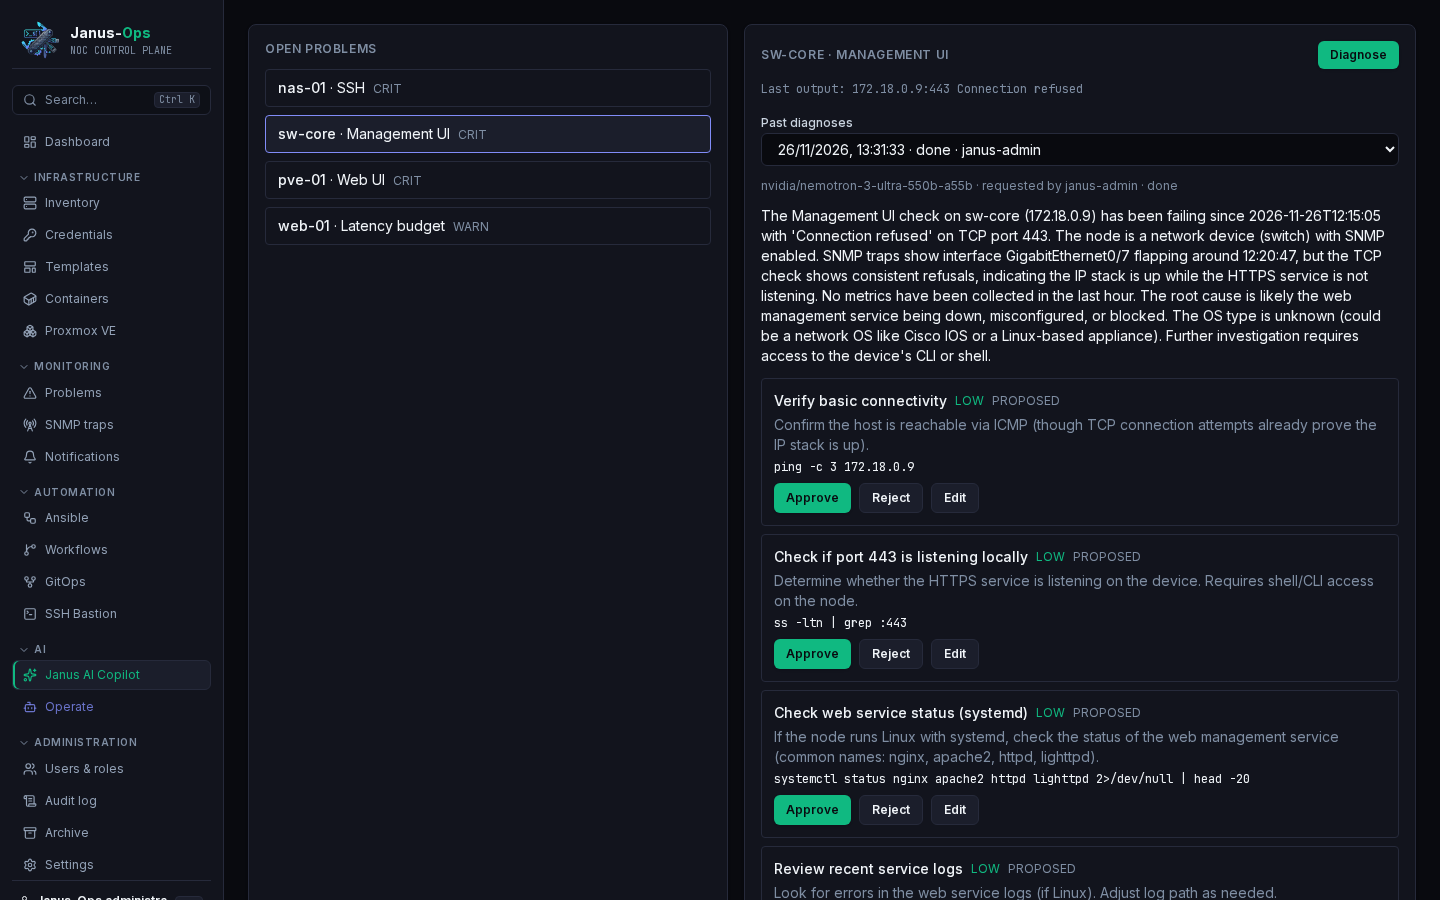 Janus-Ops
NOC CONTROL PLANE
Search…
Ctrl K
Dashboard
INFRASTRUCTURE
Inventory
Credentials
Templates
Containers
Proxmox VE
MONITORING
Problems
SNMP traps
Notifications
AUTOMATION
Ansible
Workflows
GitOps
SSH Bastion
AI
Janus AI Copilot
Operate
ADMINISTRATION
Users & roles
Audit log
Archive
Settings
Janus-Ops administra
OPEN PROBLEMS
nas-01 · SSH CRIT
sw-core · Management UI CRIT
pve-01 · Web UI CRIT
web-01 · Latency budget WARN
SW-CORE · MANAGEMENT UI
Diagnose
Last output: 172.18.0.9:443 Connection refused
Past diagnoses
26/11/2026, 13:31:33 · done · janus-admin
nvidia/nemotron-3-ultra-550b-a55b · requested by janus-admin · done
The Management UI check on sw-core (172.18.0.9) has been failing since 2026-11-26T12:15:05
with 'Connection refused' on TCP port 443. The node is a network device (switch) with SNMP
enabled. SNMP traps show interface GigabitEthernet0/7 flapping around 12:20:47, but the TCP
check shows consistent refusals, indicating the IP stack is up while the HTTPS service is not
listening. No metrics have been collected in the last hour. The root cause is likely the web
management service being down, misconfigured, or blocked. The OS type is unknown (could
be a network OS like Cisco IOS or a Linux-based appliance). Further investigation requires
access to the device's CLI or shell.
Verify basic connectivity LOW PROPOSED
Confirm the host is reachable via ICMP (though TCP connection attempts already prove the
IP stack is up).
ping -c 3 172.18.0.9
Approve Reject Edit
Check if port 443 is listening locally LOW PROPOSED
Determine whether the HTTPS service is listening on the device. Requires shell/CLI access
on the node.
ss -ltn | grep :443
Approve Reject Edit
Check web service status (systemd) LOW PROPOSED
If the node runs Linux with systemd, check the status of the web management service
(common names: nginx, apache2, httpd, lighttpd).
systemctl status nginx apache2 httpd lighttpd 2>/dev/null | head -20
Approve Reject Edit
Review recent service logs LOW PROPOSED
Look for errors in the web service logs (if Linux). Adjust log path as needed.